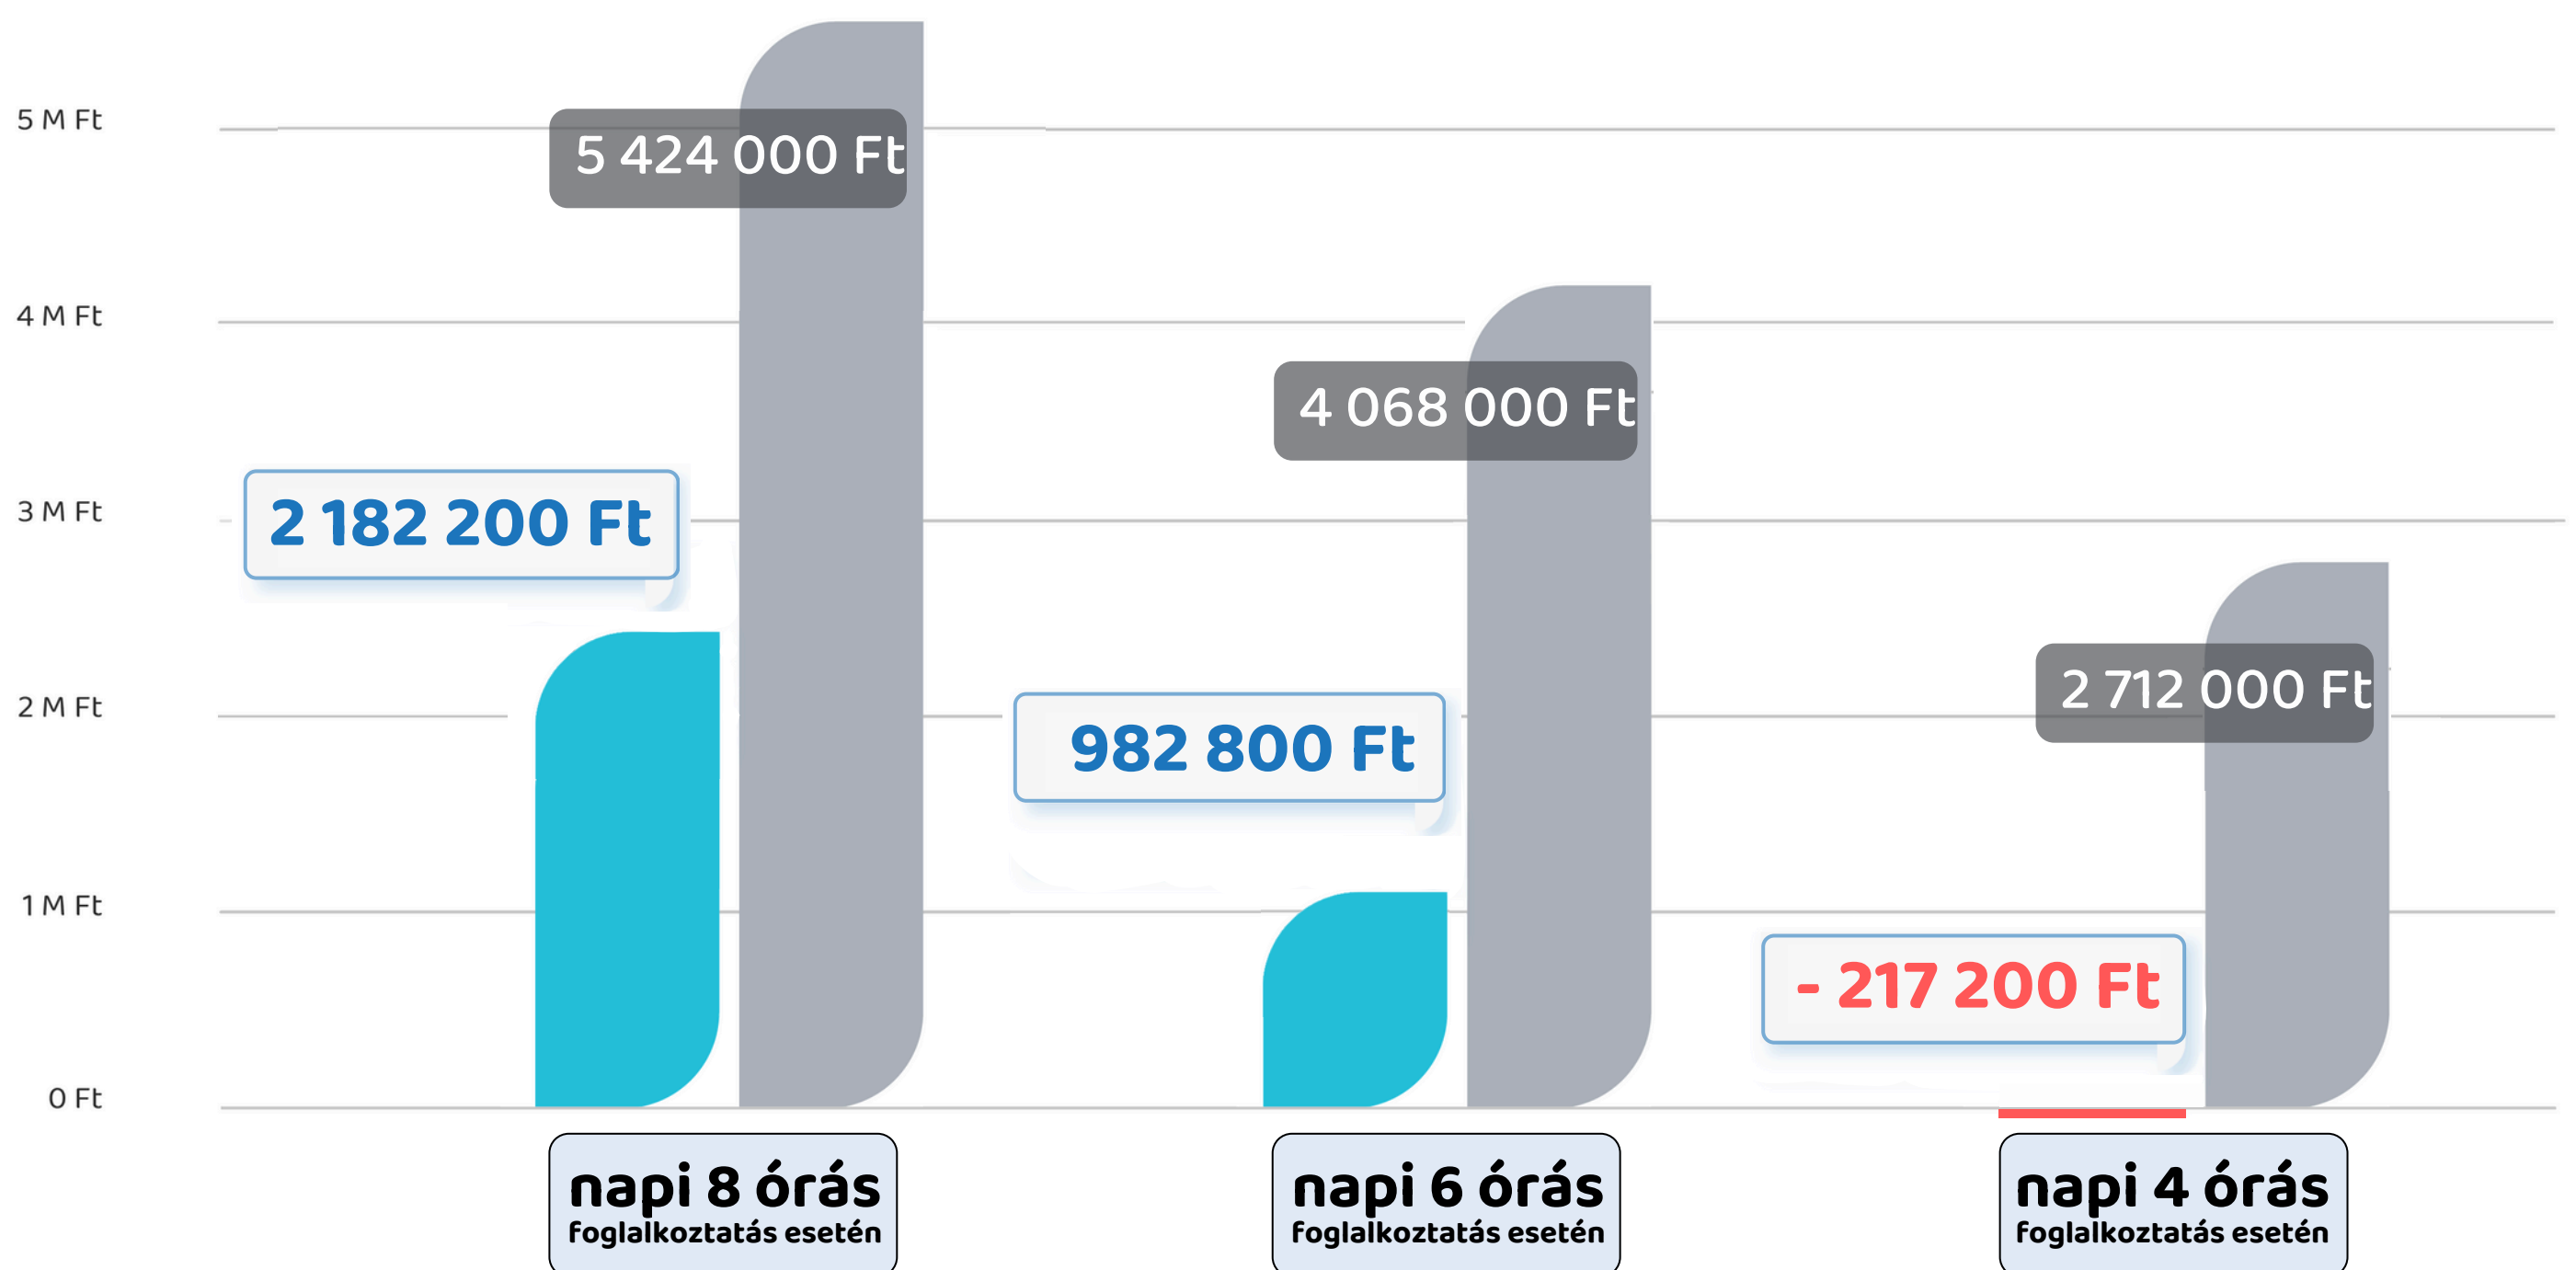 5 M Ft
5 424 000 Ft
4 M Ft
4 068 000 Ft
3 M Ft
2 182 200 Ft
2 M Ft
2 712 000 Ft
982 800 Ft
1 M Ft
- 217 200 Ft
0 Ft
napi 8 órás
foglalkoztatás esetén
napi 6 órás
foglalkoztatás esetén
napi 4 órás
foglalkoztatás esetén